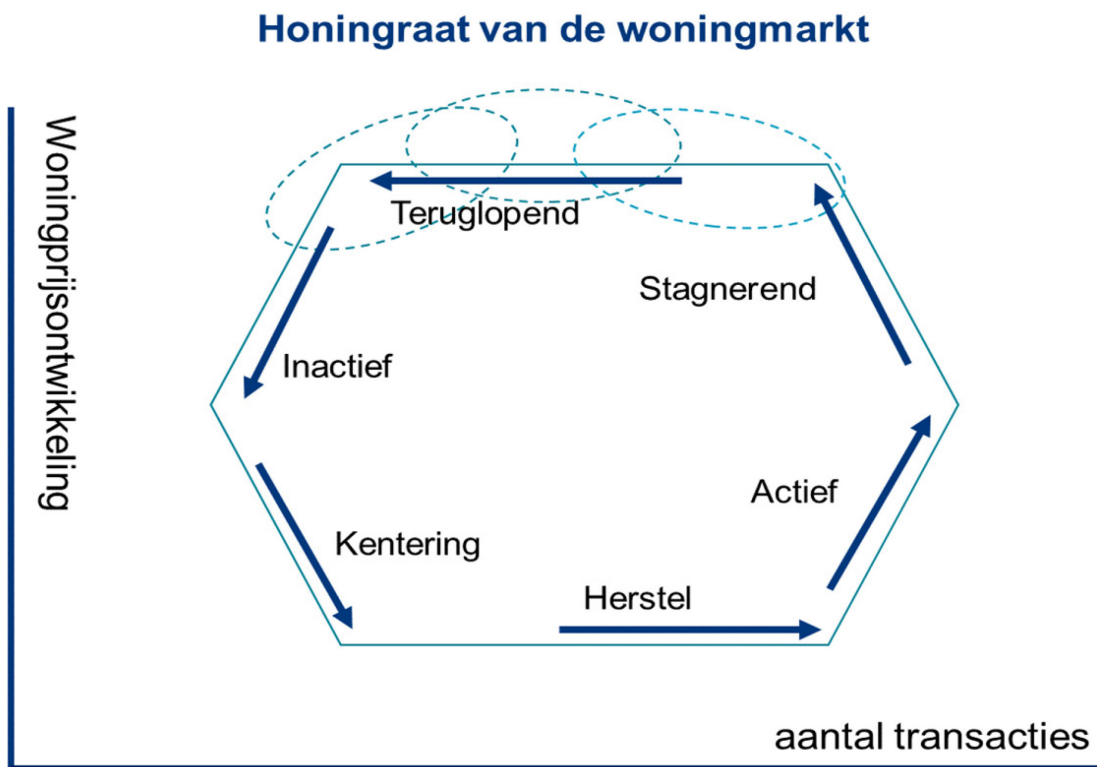 Honingraat van de woningmarkt
Woningprijsontwikkeling
Teruglopend
Stagnerend
Inactief
Actief
Kentering
Herstel
aantal transacties